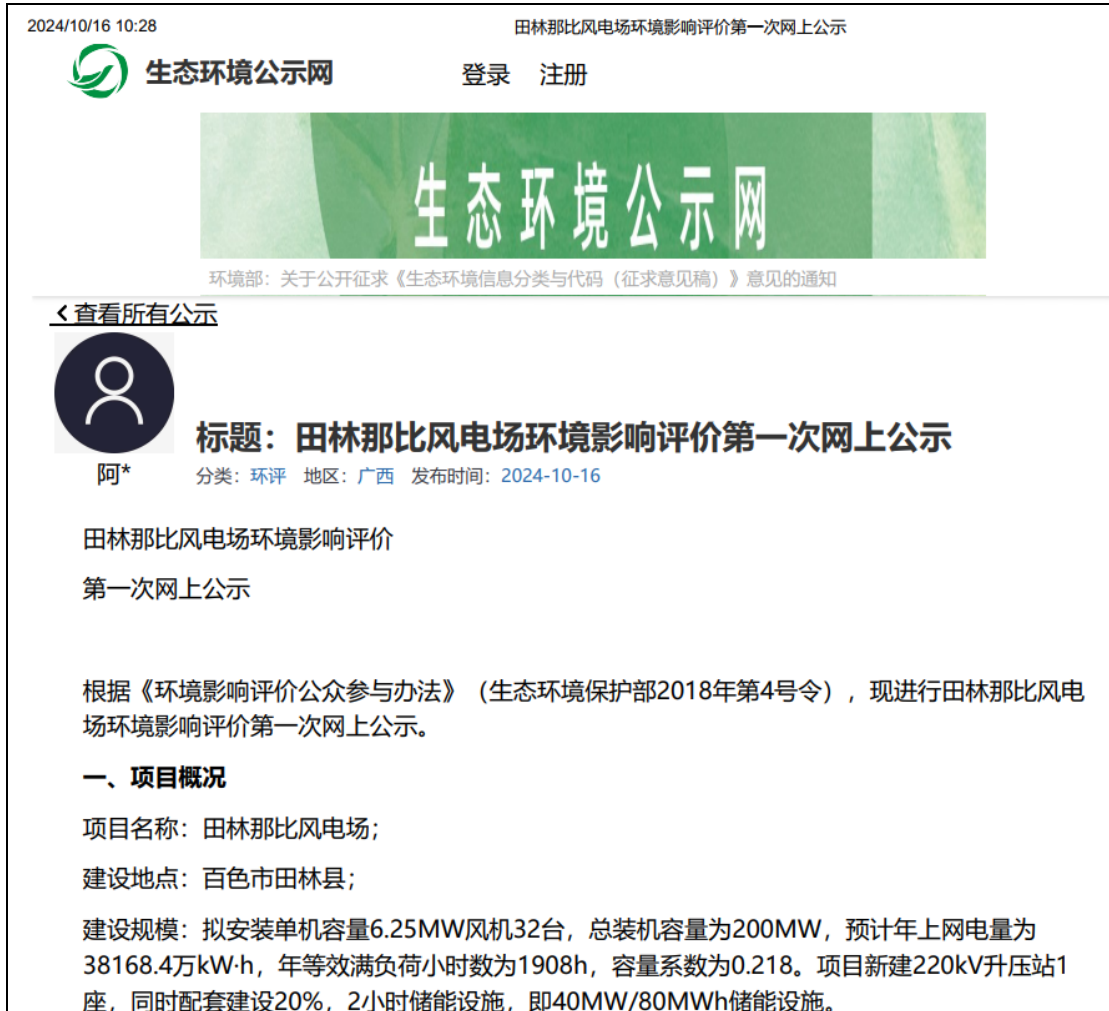 2024/10/16 10:28
田林那比风电场环境影响评价第一次网上公示
生态环境公示网
登录 注册
生态环境公示网
环境部：关于公开征求《生态环境信息分类与代码（征求意见稿）》意见的通知
查看所有公示
标题：田林那比风电场环境影响评价第一次网上公示
阿*
分类：环评 地区：广西 发布时间：2024-10-16
田林那比风电场环境影响评价
第一次网上公示
根据《环境影响评价公众参与办法》（生态环境保护部2018年第4号令），现进行田林那比风电
场环境影响评价第一次网上公示。
一、项目概况
项目名称：田林那比风电场；
建设地点：百色市田林县；
建设规模：拟安装单机容量6.25MW风机32台，总装机容量为200MW，预计年上网电量为
38168.4万kW·h，年等效满负荷小时数为1908h，容量系数为0.218。项目新建220kV升压站1
座，同时配套建设20%，2小时储能设施，即40MW/80MWh储能设施。